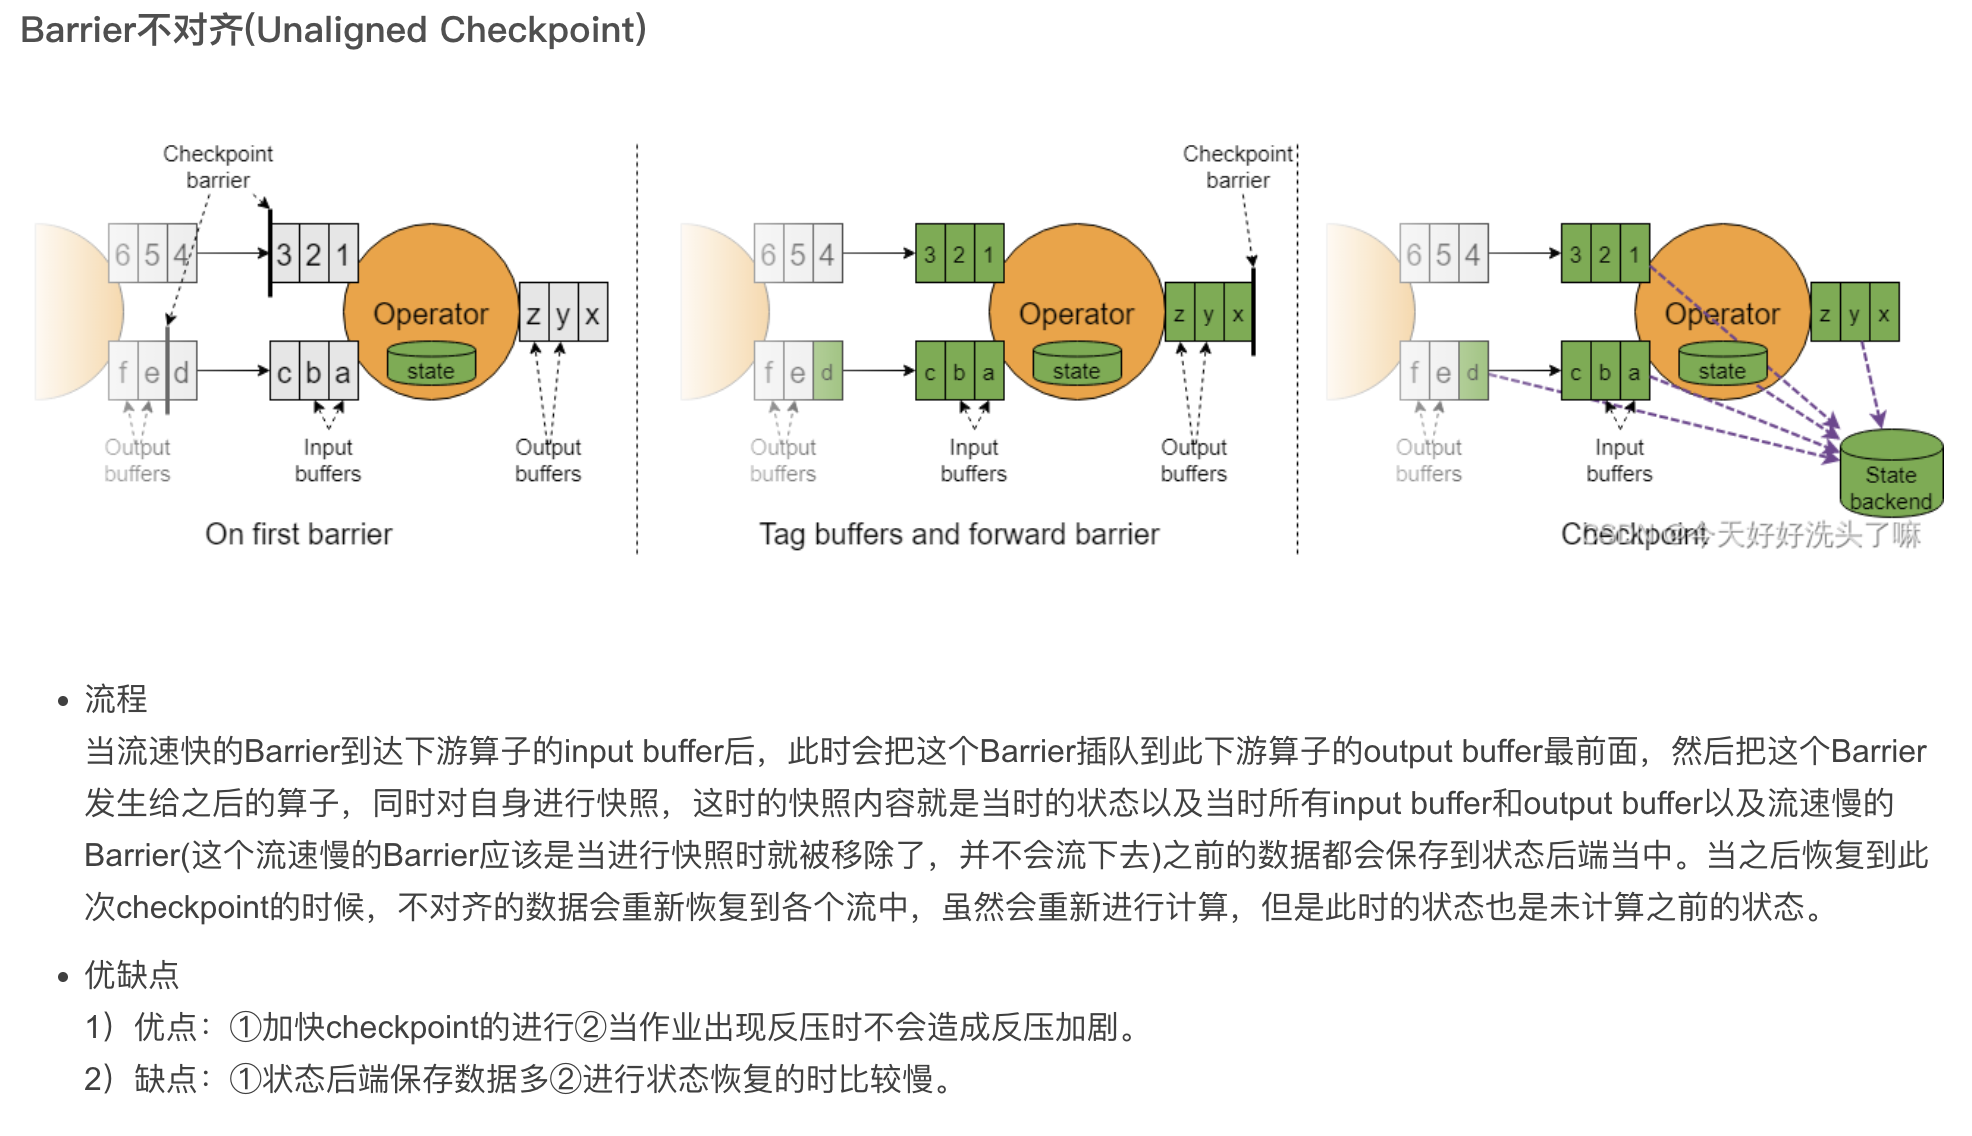 Barrier不对齐(Unaligned Checkpoint)
Checkpoint
barrier
6 5 4
3 2 1
Operator
state
z y x
f e d
c b a
Output
buffers
Input
buffers
Output
buffers
On first barrier
Checkpoint
barrier
6 5 4
3 2 1
Operator
state
z y x
f e d
c b a
Output
buffers
Input
buffers
Output
buffers
Tag buffers and forward barrier
6 5 4
3 2 1
Operator
state
z y x
f e d
c b a
Output
buffers
Input
buffers
State
backend
Checkpoint
CSDN @今天好好洗头了嘛
流程
当流速快的Barrier到达下游算子的input buffer后，此时会把这个Barrier插队到此下游算子的output buffer最前面，然后把这个Barrier
发生给之后的算子，同时对自身进行快照，这时的快照内容就是当时的状态以及当时所有input buffer和output buffer以及流速慢的
Barrier(这个流速慢的Barrier应该是当进行快照时就被移除了，并不会流下去)之前的数据都会保存到状态后端当中。当之后恢复到此
次checkpoint的时候，不对齐的数据会重新恢复到各个流中，虽然会重新进行计算，但是此时的状态也是未计算之前的状态。
优缺点
1）优点：①加快checkpoint的进行②当作业出现反压时不会造成反压加剧。
2）缺点：①状态后端保存数据多②进行状态恢复的时比较慢。